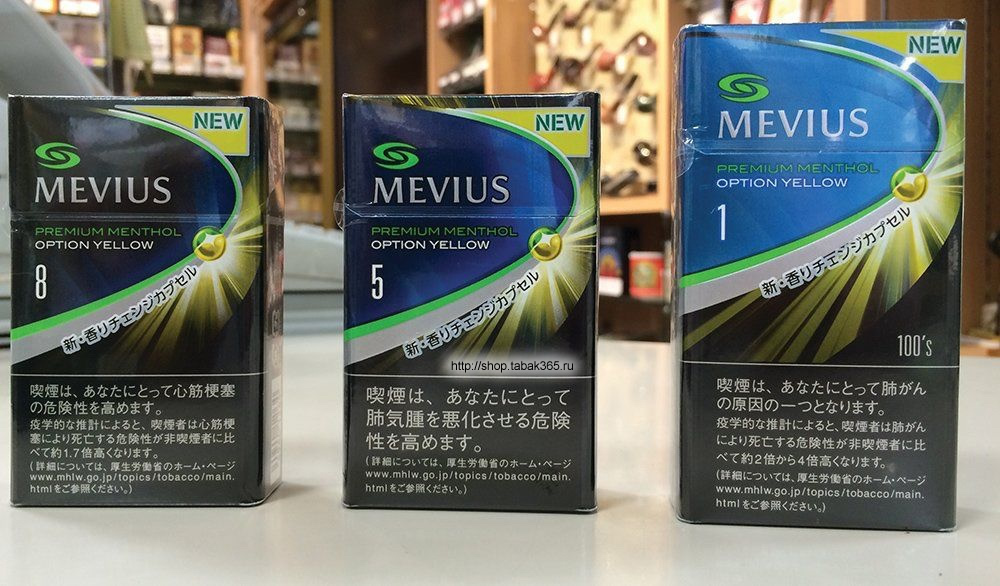 NEW
MEVIUS
PREMIUM MENTHOL
OPTION YELLOW
8
新・香りチェンジカプセル
喫煙は、あなたにとって心筋梗塞
の危険性を高めます。
疫学的な推計によると、喫煙者は心筋梗
塞により死亡する危険性が非喫煙者に比
べて約1.7倍高くなります。
(詳細については、厚生労働省のホーム・ページ
www.mhlw.go.jp/topics/tobacco/main.
htmlをご参照ください。)
NEW
MEVIUS
PREMIUM MENTHOL
OPTION YELLOW
5
新・香りチェンジカプセル
http://shop.tabak365.ru
喫煙は、あなたにとって
肺気腫を悪化させる危険
性を高めます。
(詳細については、厚生労働省のホーム・ページ
www.mhlw.go.jp/topics/tobacco/main.
htmlをご参照ください。)
NEW
MEVIUS
PREMIUM MENTHOL
OPTION YELLOW
1
新・香りチェンジカプセル
100's
喫煙は、あなたにとって肺がん
の原因の一つとなります。
疫学的な推計によると、喫煙者は肺がん
により死亡する危険性が非喫煙者に比
べて約2倍から4倍高くなります。
(詳細については、厚生労働省のホーム・ページ
www.mhlw.go.jp/topics/tobacco/main.
htmlをご参照ください。)